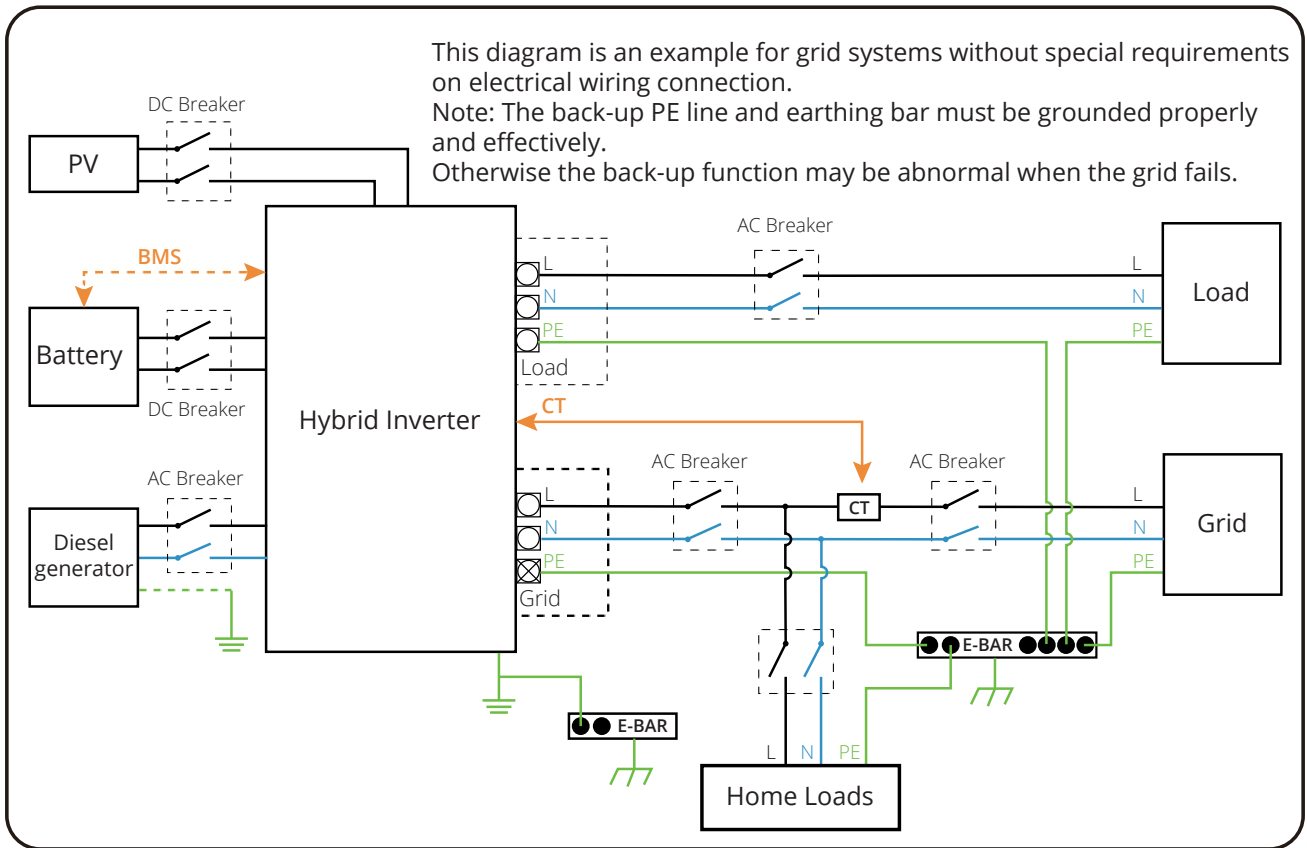 This diagram is an example for grid systems without special requirements
on electrical wiring connection.
Note: The back-up PE line and earthing bar must be grounded properly
and effectively.
Otherwise the back-up function may be abnormal when the grid fails.
DC Breaker
PV
BMS
Battery
DC Breaker
AC Breaker
Diesel
generator
Hybrid Inverter
L
N
PE
Load
AC Breaker
L
N
PE
Load
CT
AC Breaker
AC Breaker
L
N
PE
Grid
CT
L
N
PE
Grid
E-BAR
E-BAR
L
N
PE
Home Loads